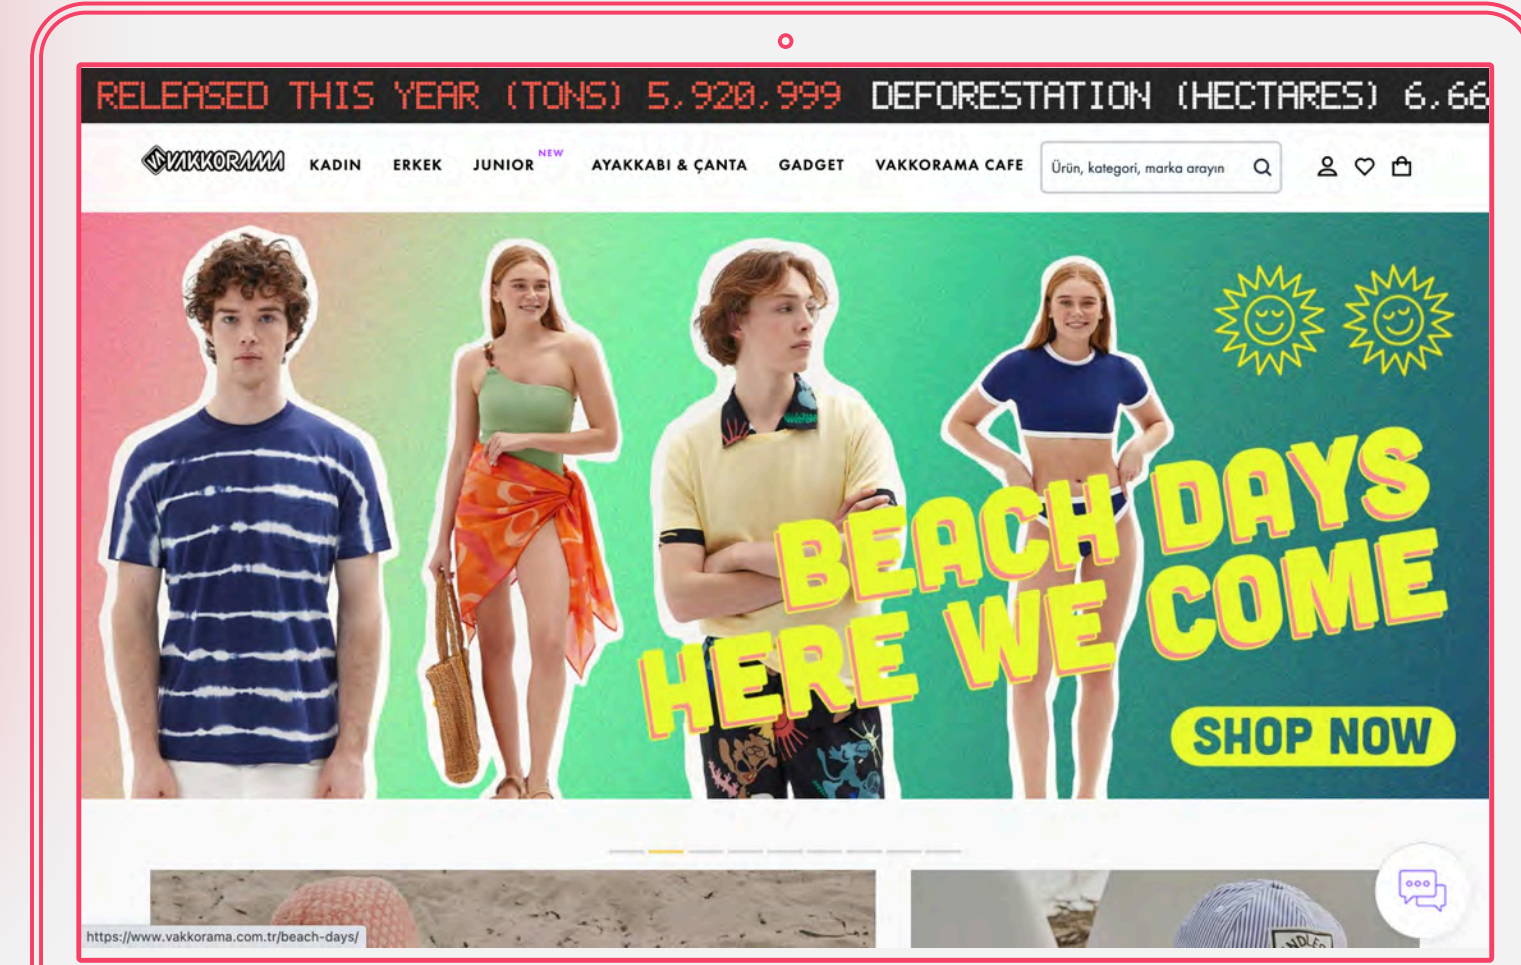 RELEASED THIS YEAR (TONS) 5,920,999 DEFORESTATION (HECTARES) 6,66
VAKKORAMA KADIN ERKEK JUNIOR NEW AYAKKABI & ÇANTA GADGET VAKKORAMA CAFE Ürün, kategori, marka arayın
BEACH DAYS
HERE WE COME
SHOP NOW
https://www.vakkorama.com.tr/beach-days/